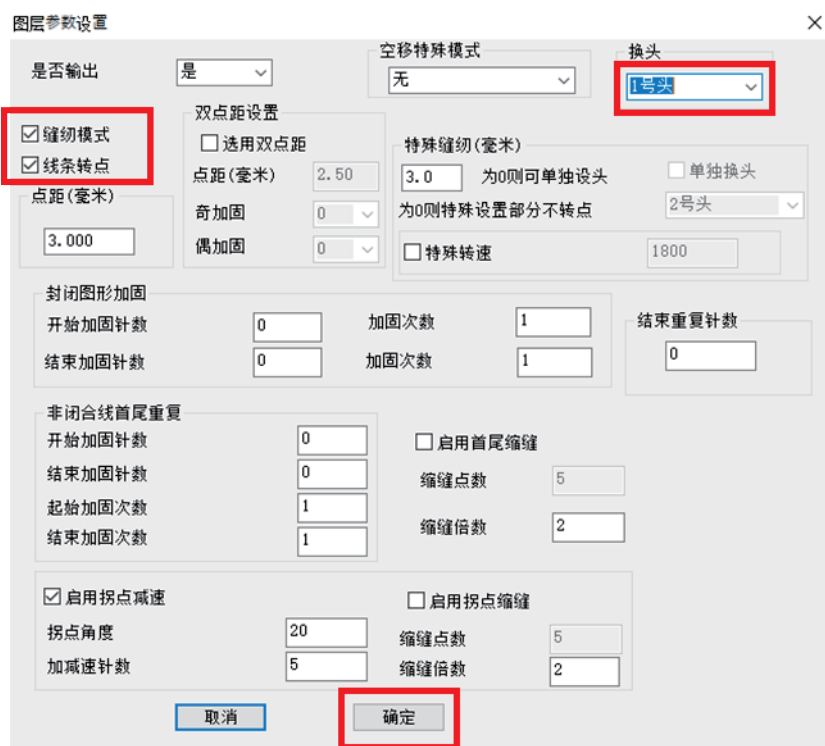 图层参数设置
是否输出
是
空移特殊模式
无
换头
1号头
缝纫模式
线条转点
点距(毫米)
3.000
双点距设置
选用双点距
点距(毫米)
2.50
奇加固
0
偶加固
0
特殊缝纫(毫米)
3.0
为0则可单独设头
单独换头
为0则特殊设置部分不转点
2号头
特殊转速
1800
封闭图形加固
开始加固针数
0
加固次数
1
结束加固针数
0
加固次数
1
结束重复针数
0
非闭合线首尾重复
开始加固针数
0
结束加固针数
0
起始加固次数
1
结束加固次数
1
启用首尾缩缝
缩缝点数
5
缩缝倍数
2
启用拐点减速
拐点角度
20
加减速针数
5
启用拐点缩缝
缩缝点数
5
缩缝倍数
2
取消
确定